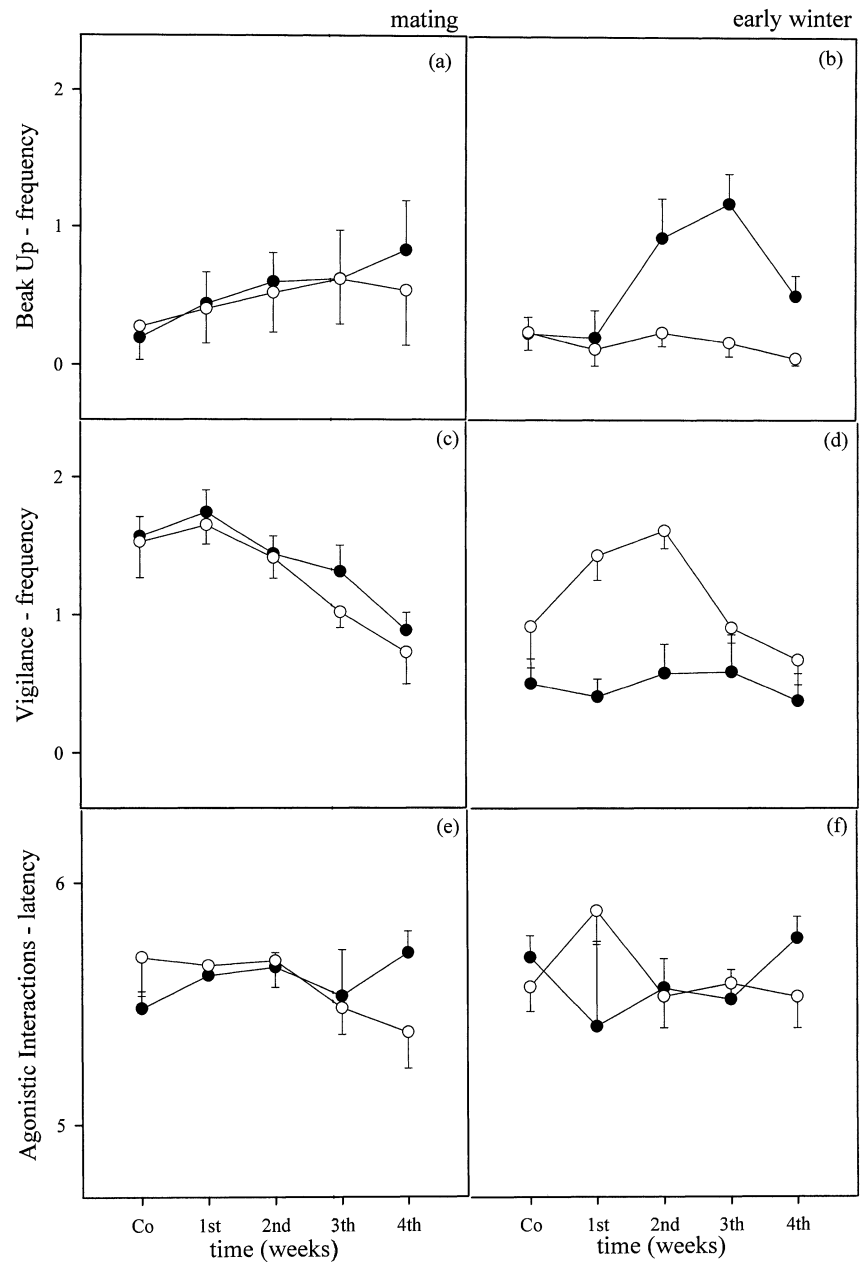 mating
early winter
(a)
(b)
Beak Up - frequency
2
1
0
(c)
(d)
Vigilance - frequency
2
1
0
(e)
(f)
Agonistic Interactions - latency
6
5
Co 1st 2nd 3th 4th
Co 1st 2nd 3th 4th
time (weeks)
time (weeks)